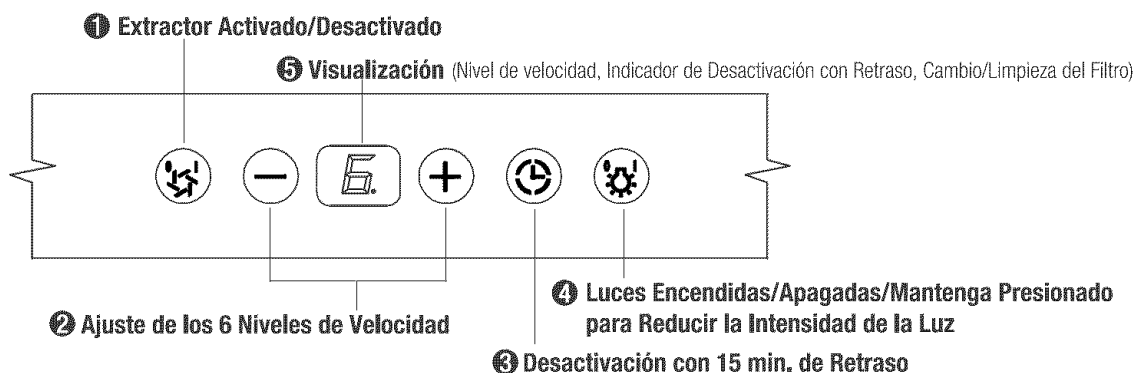 ❶ Extractor Activado/Desactivado
❺ Visualización (Nivel de velocidad, Indicador de Desactivación con Retraso, Cambio/Limpieza del Filtro)
6.
❹ Luces Encendidas/Apagadas/Mantenga Presionado
para Reducir la Intensidad de la Luz
❷ Ajuste de los 6 Niveles de Velocidad
❸ Desactivación con 15 min. de Retraso